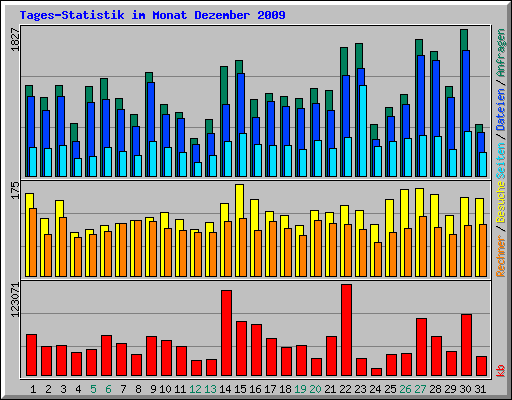 Tages-Statistik im Monat Dezember 2009
1827
175
123071
Rechner / Besuche Seiten / Dateien / Anfragen
kb
1 2 3 4 5 6 7 8 9 10 11 12 13 14 15 16 17 18 19 20 21 22 23 24 25 26 27 28 29 30 31